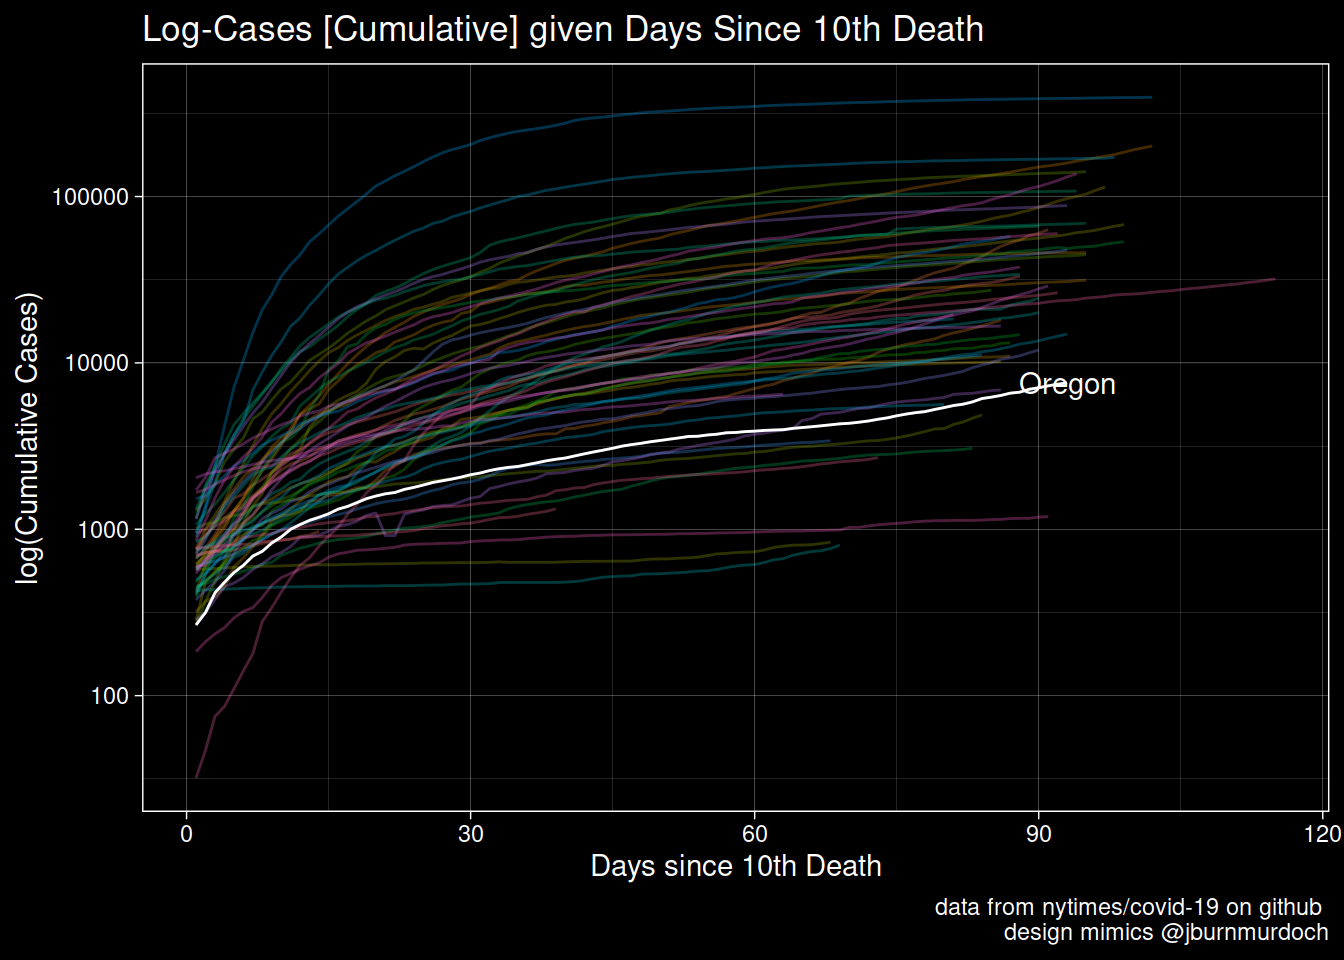 Log-Cases [Cumulative] given Days Since 10th Death
log(Cumulative Cases)
100000
10000
1000
100
Oregon
0 30 60 90 120
Days since 10th Death
data from nytimes/covid-19 on github
design mimics @jburnmurdoch